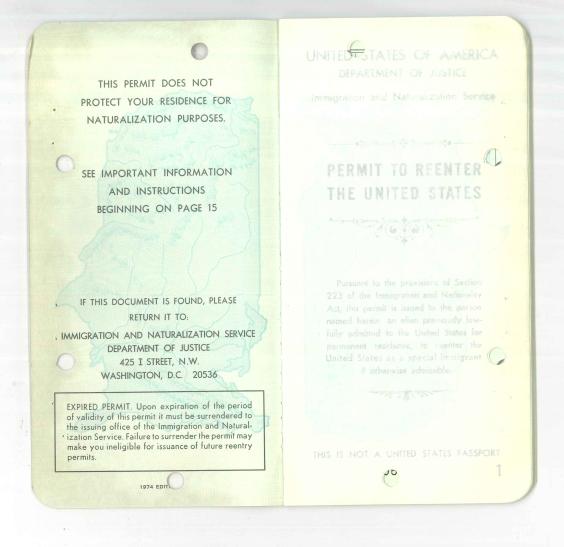 THIS PERMIT DOES NOT
PROTECT YOUR RESIDENCE FOR
NATURALIZATION PURPOSES.
SEE IMPORTANT INFORMATION
AND INSTRUCTIONS
BEGINNING ON PAGE 15
IF THIS DOCUMENT IS FOUND, PLEASE
RETURN IT TO:
IMMIGRATION AND NATURALIZATION SERVICE
DEPARTMENT OF JUSTICE
425 I STREET, N.W.
WASHINGTON, D.C. 20536
EXPIRED PERMIT. Upon expiration of the period
of validity of this permit it must be surrendered to
the issuing office of the Immigration and Natural-
ization Service. Failure to surrender the permit may
make you ineligible for issuance of future reentry
permits.
1974 EDIT
UNITED STATES OF AMERICA
DEPARTMENT OF JUSTICE
Immigration and Naturalization Service
PERMIT TO REENTER
THE UNITED STATES
Pursuant to the provisions of Section
223 of the Immigration and Nationality
Act, this permit is issued to the person
named herein an alien previously law-
fully admitted to the United States for
permanent residence, to reenter the
United States as a special immigrant
if otherwise admissible.
THIS IS NOT A UNITED STATES PASSPORT
1